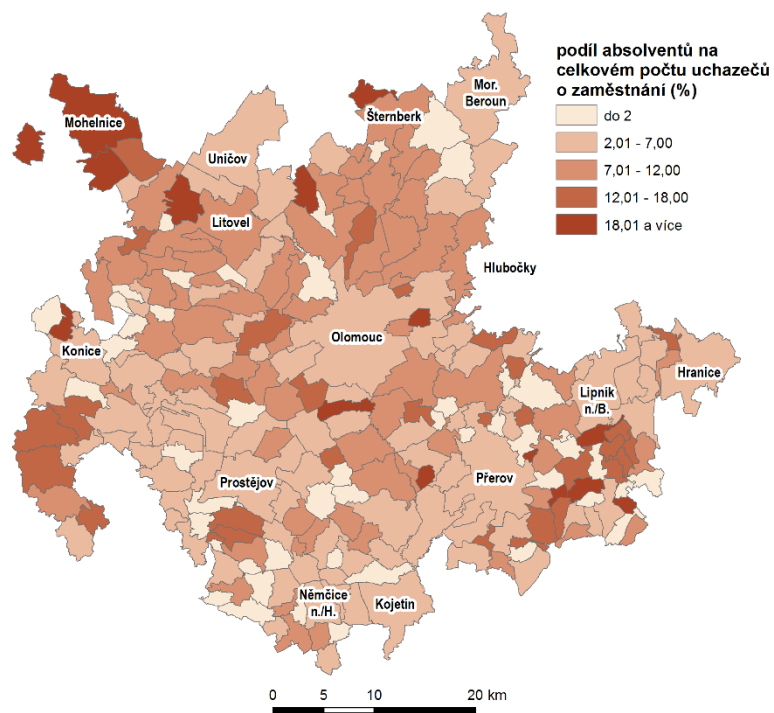 podíl absolventů na
celkovém počtu uchazečů
o zaměstnání (%)
do 2
2,01 - 7,00
7,01 - 12,00
12,01 - 18,00
18,01 a více
Mor.
Beroun
Šternberk
Mohelnice
Uničov
Litovel
Hlubočky
Olomouc
Konice
Hranice
Lipník
n./B.
Přerov
Prostějov
Němčice
n./H.
Kojetín
0 5 10 20 km